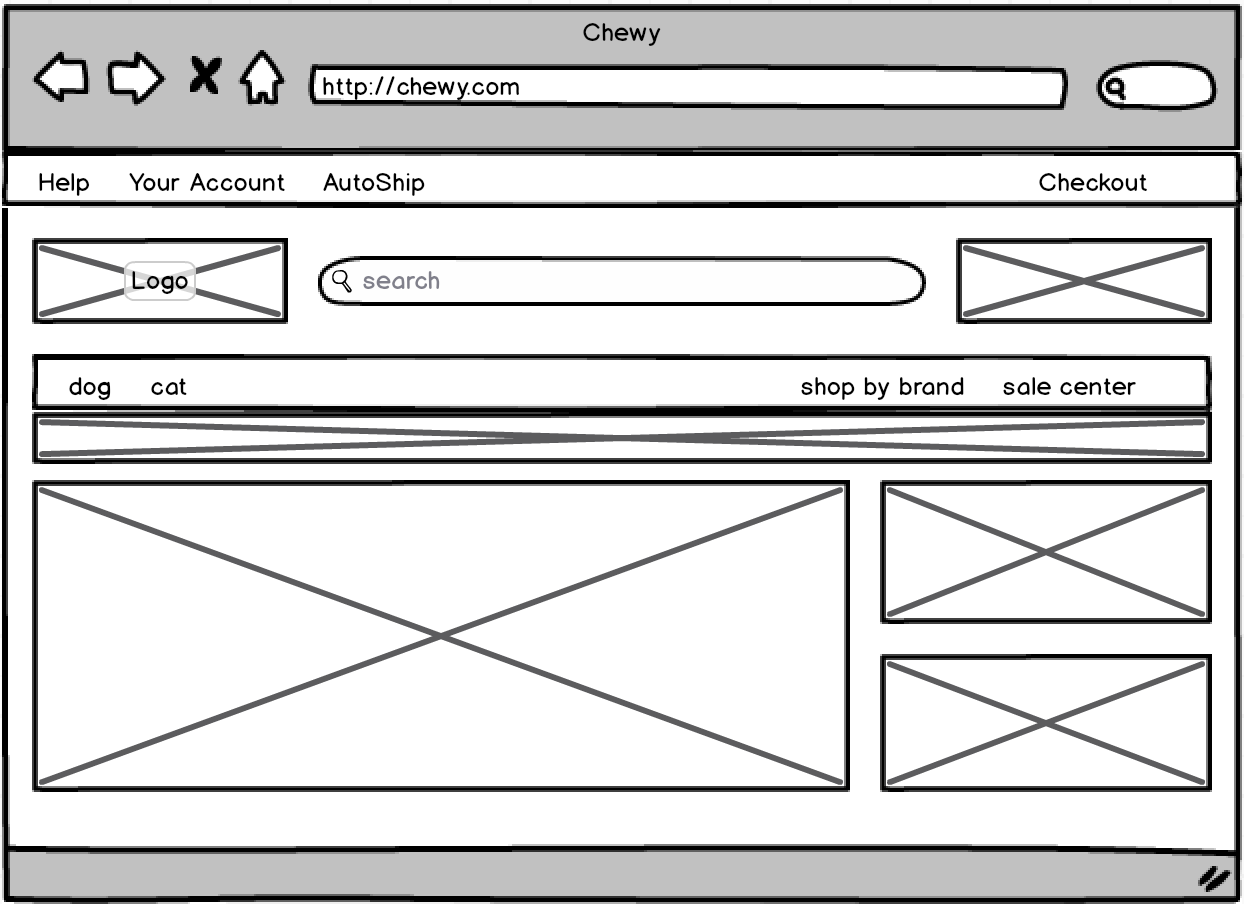 Chewy
http://chewy.com
Help Your Account AutoShip Checkout
Logo search
dog cat shop by brand sale center